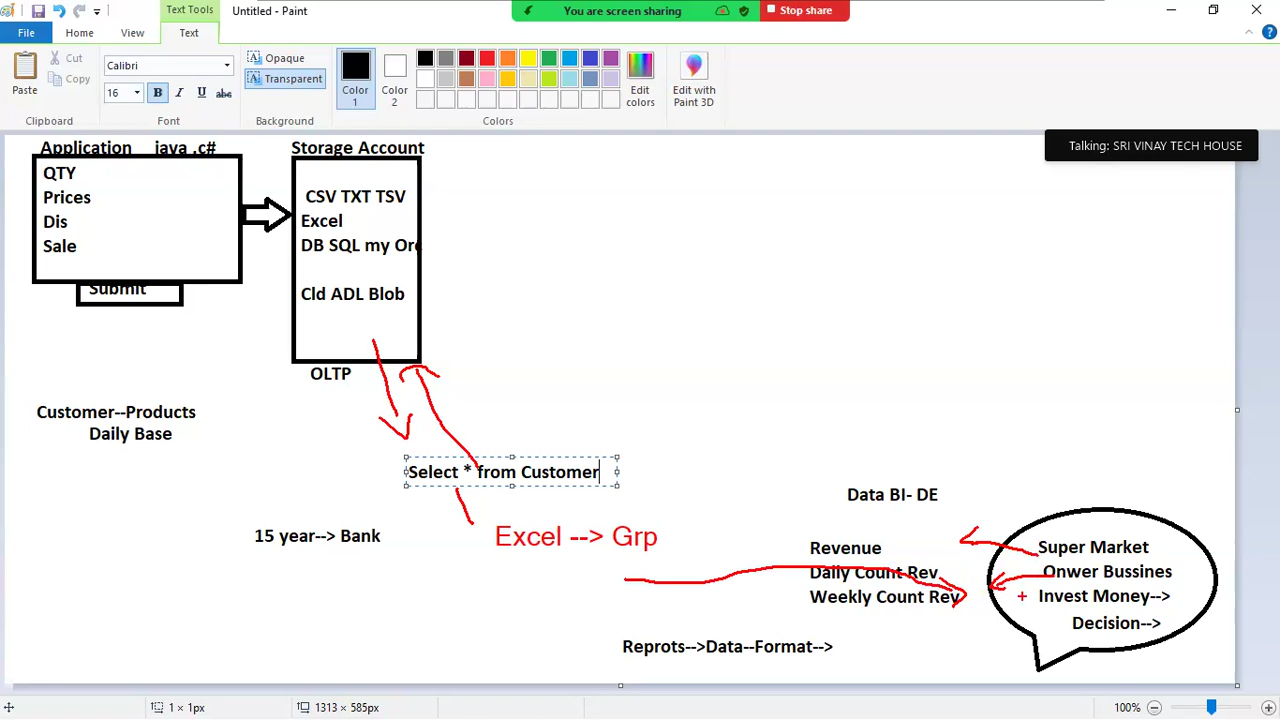 Text Tools
Untitled - Paint
You are screen sharing
Stop share
File
Home
View
Text
Paste
Cut
Copy
Clipboard
Calibri
16
B
I
U
abc
Font
Opaque
Transparent
Background
Color
1
Color
2
Edit
colors
Edit with
Paint 3D
Colors
Talking: SRI VINAY TECH HOUSE
Application java .c#
QTY
Prices
Dis
Sale
Submit
Storage Account
CSV TXT TSV
Excel
DB SQL my Orc
Cld ADL Blob
OLTP
Customer--Products
Daily Base
Select * from Customer
15 year--> Bank
Excel --> Grp
Data BI- DE
Revenue
Daily Count Rev
Weekly Count Rev
Super Market
Onwer Bussines
+ Invest Money-->
Decision-->
Reprots-->Data--Format-->
1 × 1px
1313 × 585px
100%